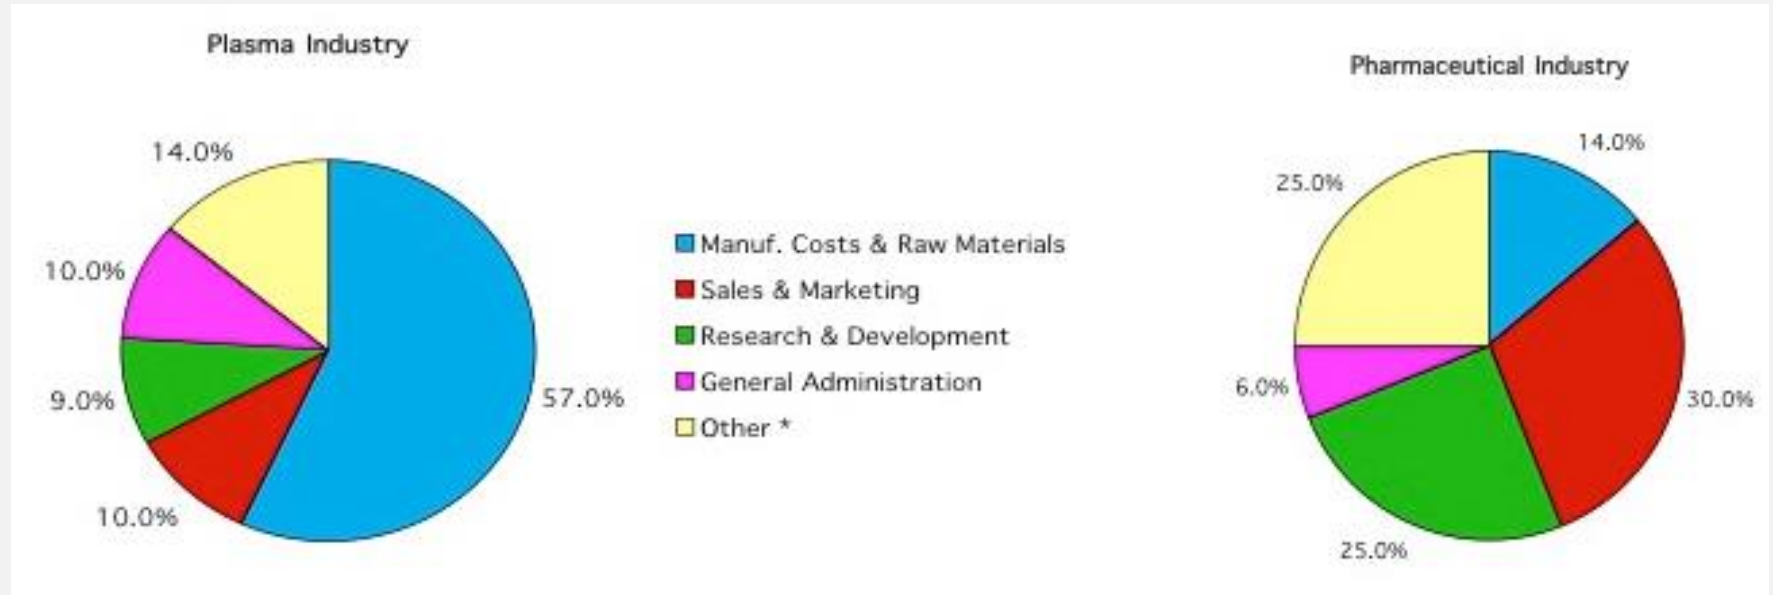 Plasma Industry
14.0%
10.0%
9.0%
10.0%
57.0%
Manuf. Costs & Raw Materials
Sales & Marketing
Research & Development
General Administration
Other *
Pharmaceutical Industry
14.0%
25.0%
6.0%
30.0%
25.0%